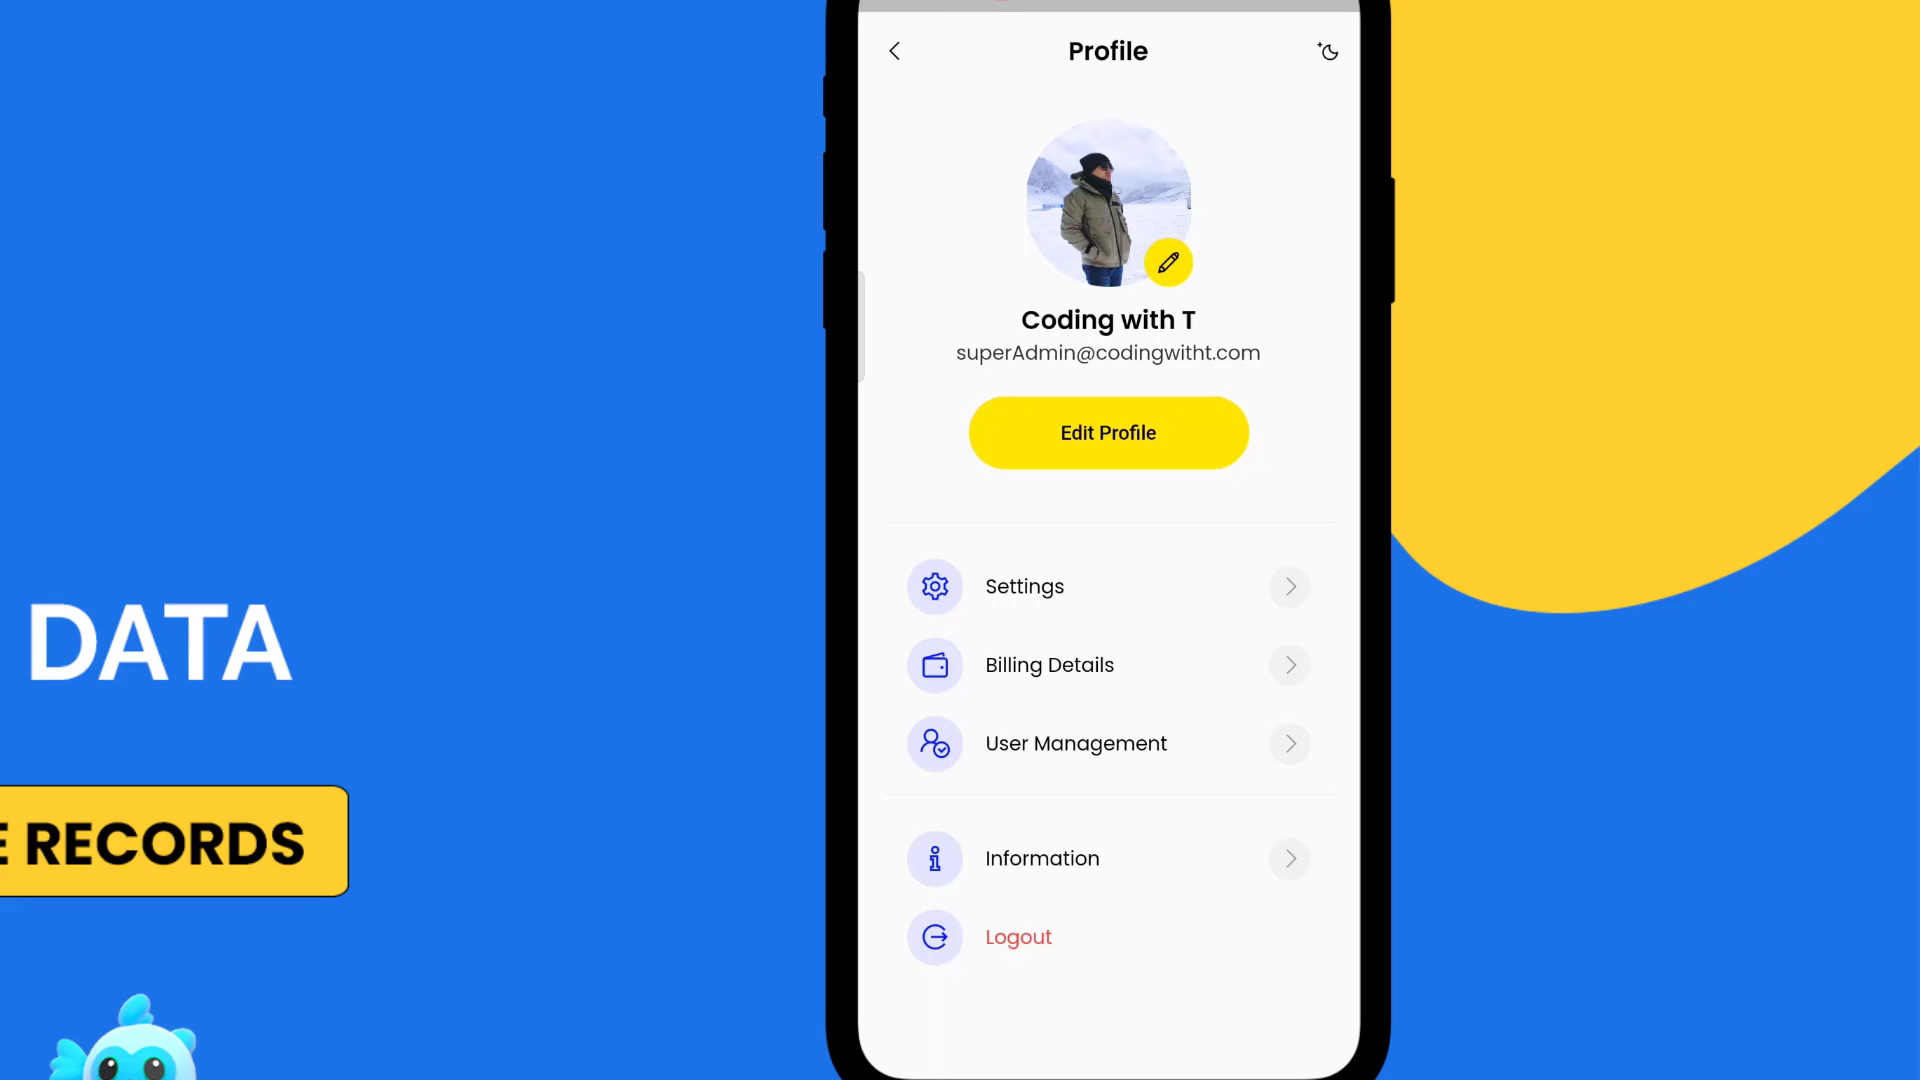 Profile
Coding with T
superAdmin@codingwitht.com
Edit Profile
Settings
Billing Details
User Management
Information
Logout
DATA
RECORDS